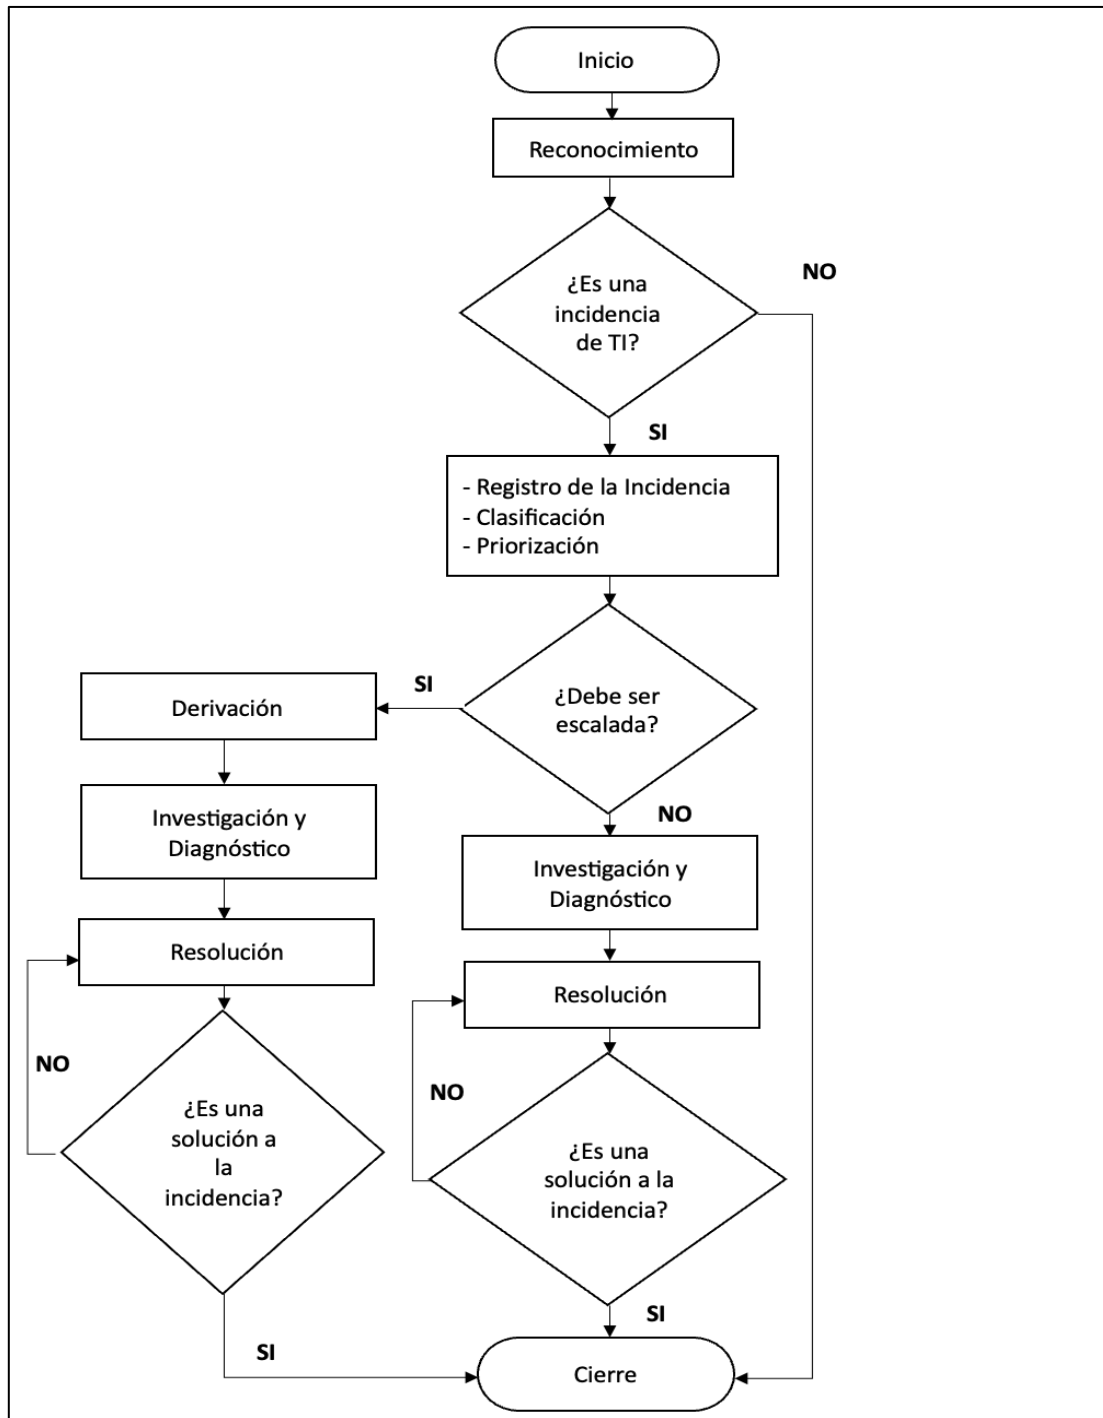 Inicio
Reconocimiento
¿Es una
incidencia
de TI?
NO
SI
- Registro de la Incidencia
- Clasificación
- Priorización
¿Debe ser
escalada?
SI
Derivación
NO
Investigación y
Diagnóstico
Investigación y
Diagnóstico
Resolución
Resolución
NO
¿Es una
solución a
la
incidencia?
NO
¿Es una
solución a la
incidencia?
SI
SI
Cierre